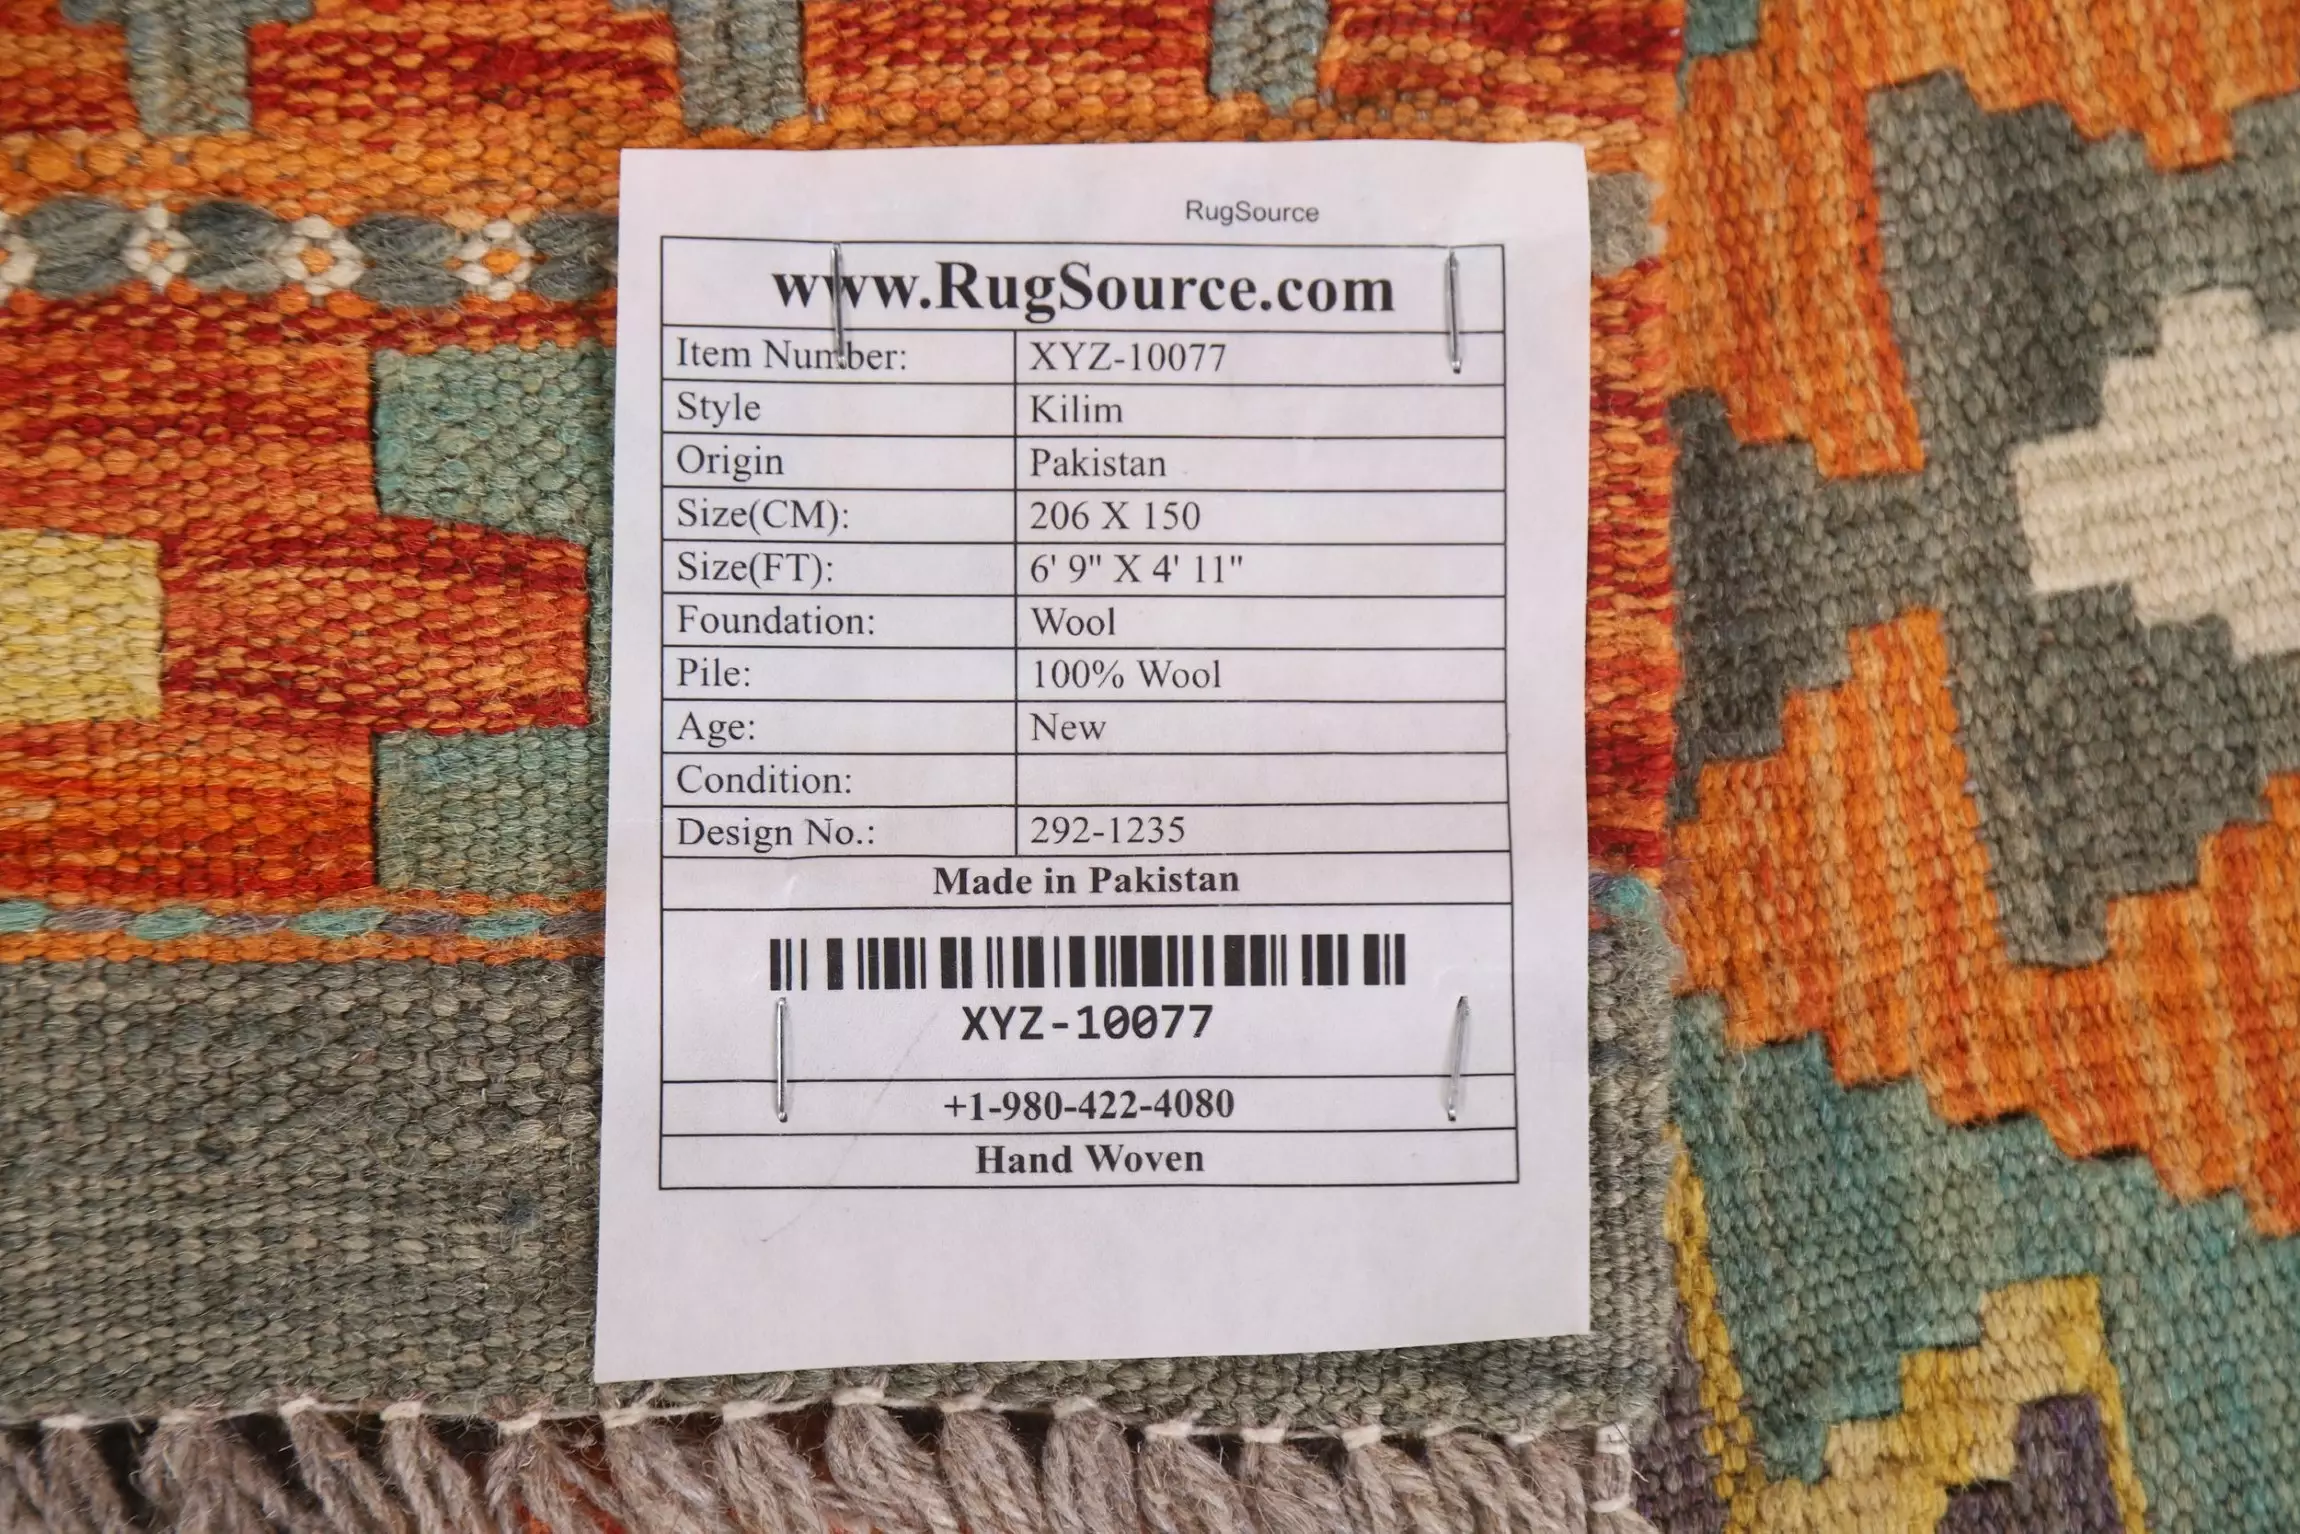 RugSource
www.RugSource.com
Item Number: XYZ-10077
Style Kilim
Origin Pakistan
Size(CM): 206 X 150
Size(FT): 6' 9" X 4' 11"
Foundation: Wool
Pile: 100% Wool
Age: New
Condition:
Design No.: 292-1235
Made in Pakistan
XYZ-10077
+1-980-422-4080
Hand Woven